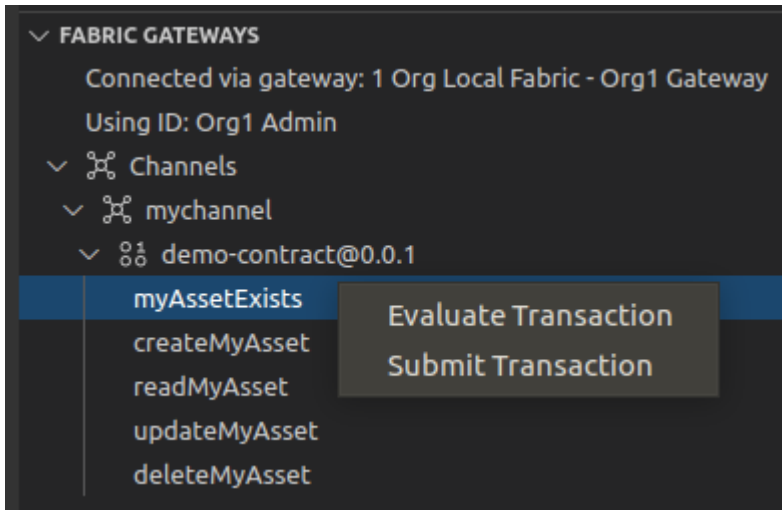 FABRIC GATEWAYS
Connected via gateway: 1 Org Local Fabric - Org1 Gateway
Using ID: Org1 Admin
Channels
mychannel
demo-contract@0.0.1
myAssetExists
Evaluate Transaction
createMyAsset
Submit Transaction
readMyAsset
updateMyAsset
deleteMyAsset